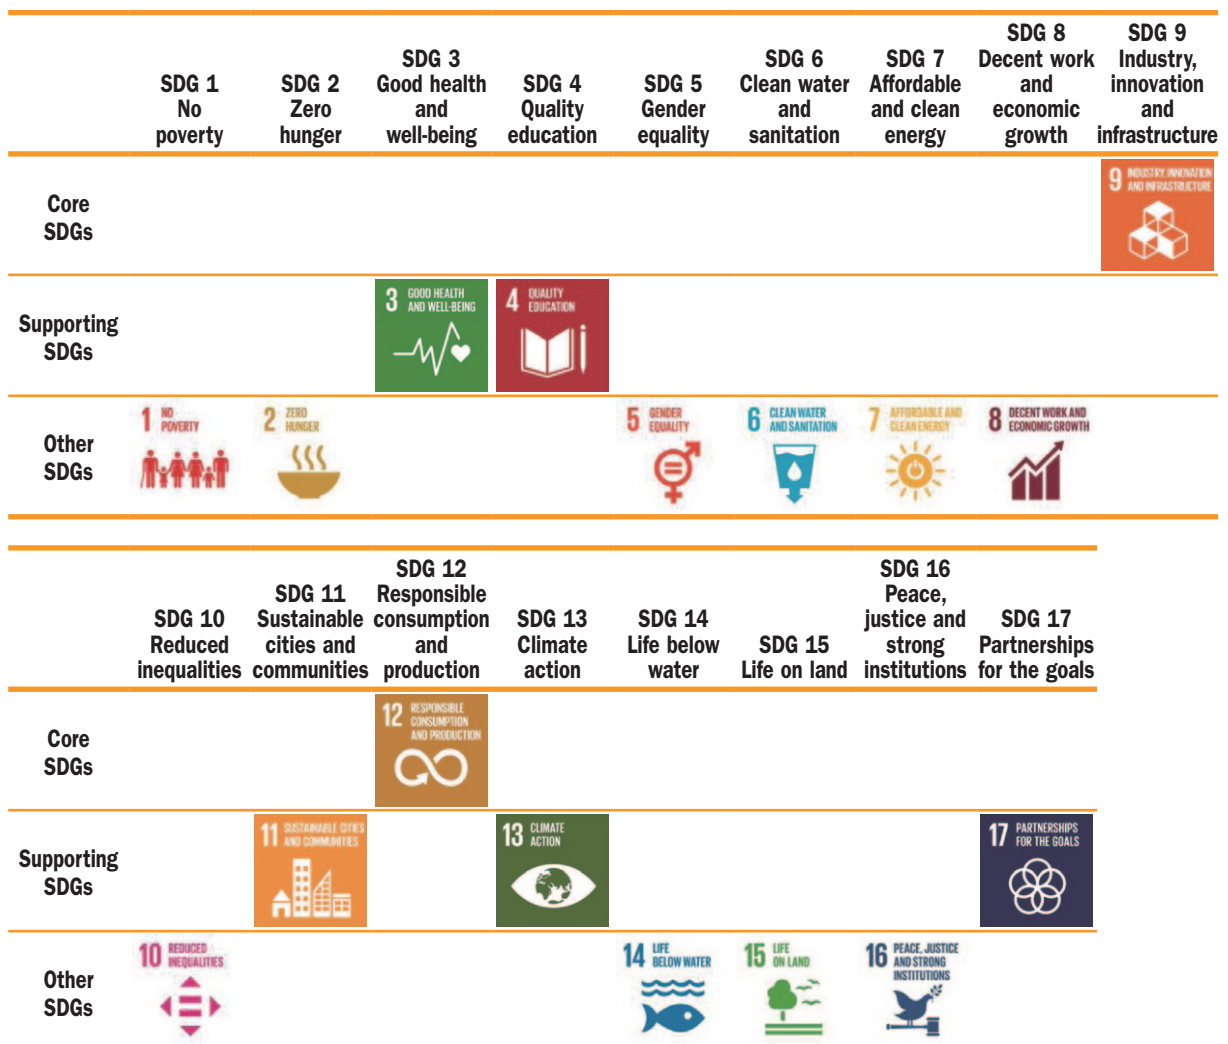 SDG 1
No
poverty
SDG 2
Zero
hunger
SDG 3
Good health
and
well-being
SDG 4
Quality
education
SDG 5
Gender
equality
SDG 6
Clean water
and
sanitation
SDG 7
Affordable
and clean
energy
SDG 8
Decent work
and
economic
growth
SDG 9
Industry,
innovation
and
infrastructure
Core
SDGs
9 INDUSTRY, INNOVATION
AND INFRASTRUCTURE
Supporting
SDGs
3 GOOD HEALTH
AND WELL-BEING
4 QUALITY
EDUCATION
Other
SDGs
1 NO
POVERTY
2 ZERO
HUNGER
5 GENDER
EQUALITY
6 CLEAN WATER
AND SANITATION
7 AFFORDABLE AND
CLEAN ENERGY
8 DECENT WORK AND
ECONOMIC GROWTH
SDG 10
Reduced
inequalities
SDG 11
Sustainable
cities and
communities
SDG 12
Responsible
consumption
and
production
SDG 13
Climate
action
SDG 14
Life below
water
SDG 15
Life on land
SDG 16
Peace,
justice and
strong
institutions
SDG 17
Partnerships
for the goals
Core
SDGs
12 RESPONSIBLE
CONSUMPTION
AND PRODUCTION
Supporting
SDGs
11 SUSTAINABLE CITIES
AND COMMUNITIES
13 CLIMATE
ACTION
17 PARTNERSHIPS
FOR THE GOALS
Other
SDGs
10 REDUCED
INEQUALITIES
14 LIFE
BELOW WATER
15 LIFE
ON LAND
16 PEACE, JUSTICE
AND STRONG
INSTITUTIONS